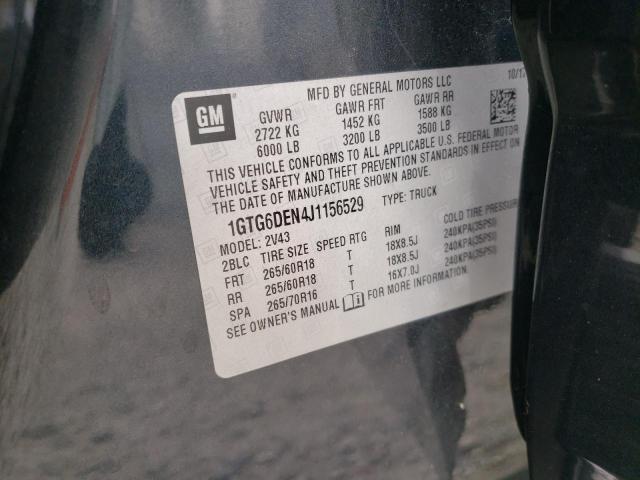 MFD BY GENERAL MOTORS LLC 10/17
GM
GVWR GAWR FRT GAWR RR
2722 KG 1452 KG 1588 KG
6000 LB 3200 LB 3500 LB
THIS VEHICLE CONFORMS TO ALL APPLICABLE U.S. FEDERAL MOTOR
VEHICLE SAFETY AND THEFT PREVENTION STANDARDS IN EFFECT ON
THE DATE OF MANUFACTURE SHOWN ABOVE.
1GTG6DEN4J1156529 TYPE: TRUCK
MODEL: 2V43
2BLC TIRE SIZE SPEED RTG RIM COLD TIRE PRESSURE
FRT 265/60R18 T 18X8.5J 240KPA(35PSI)
RR 265/60R18 T 18X8.5J 240KPA(35PSI)
SPA 265/70R16 T 16X7.0J 240KPA(35PSI)
SEE OWNER'S MANUAL FOR MORE INFORMATION.